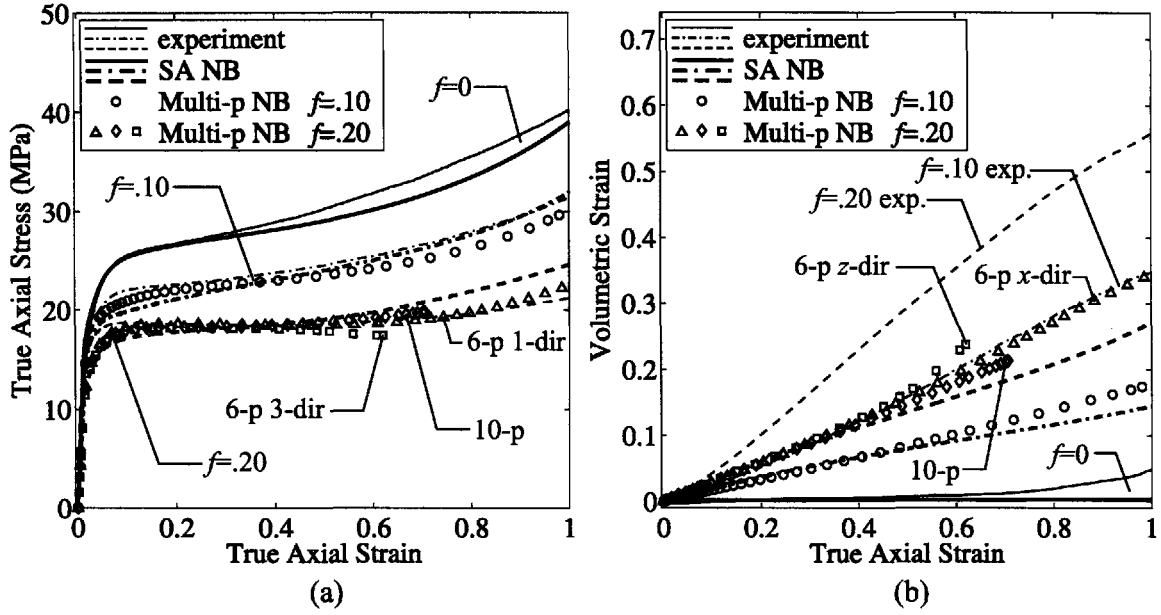 50
40
30
20
10
0
True Axial Stress (MPa)
experiment
SA NB
Multi-p NB f=.10
Multi-p NB f=.20
f=0
f=.10
6-p 1-dir
6-p 3-dir
10-p
f=.20
0 0.2 0.4 0.6 0.8 1
True Axial Strain
(a)
0.7
0.6
0.5
0.4
0.3
0.2
0.1
0
Volumetric Strain
experiment
SA NB
Multi-p NB f=.10
Multi-p NB f=.20
f=.10 exp.
f=.20 exp.
6-p z-dir
6-p x-dir
10-p
f=0
0 0.2 0.4 0.6 0.8 1
True Axial Strain
(b)